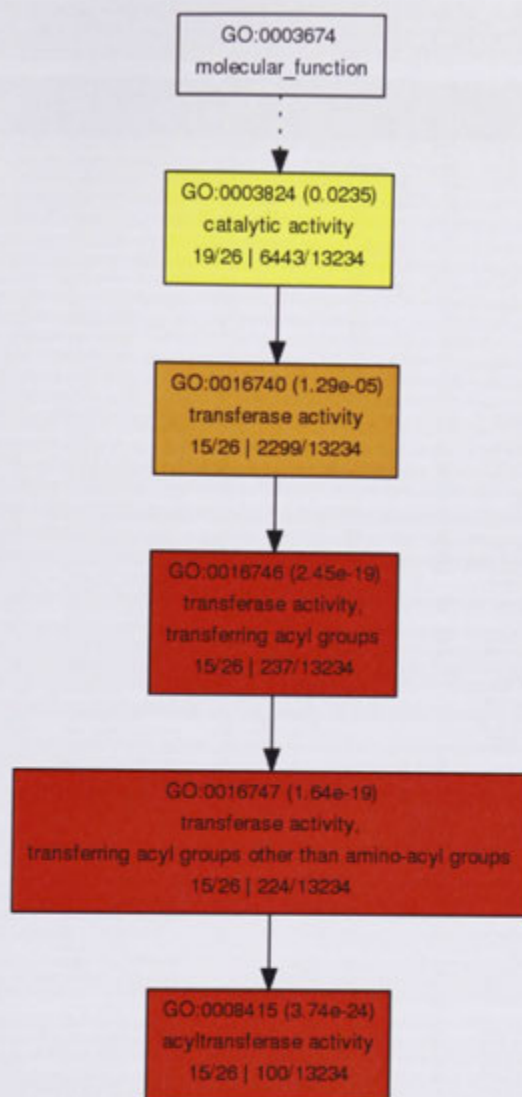 GO:0003674
molecular_function
GO:0003824 (0.0235)
catalytic activity
19/26 | 6443/13234
GO:0016740 (1.29e-05)
transferase activity
15/26 | 2299/13234
GO:0016746 (2.45e-19)
transferase activity,
transferring acyl groups
15/26 | 237/13234
GO:0016747 (1.64e-19)
transferase activity,
transferring acyl groups other than amino-acyl groups
15/26 | 224/13234
GO:0008415 (3.74e-24)
acyltransferase activity
15/26 | 100/13234